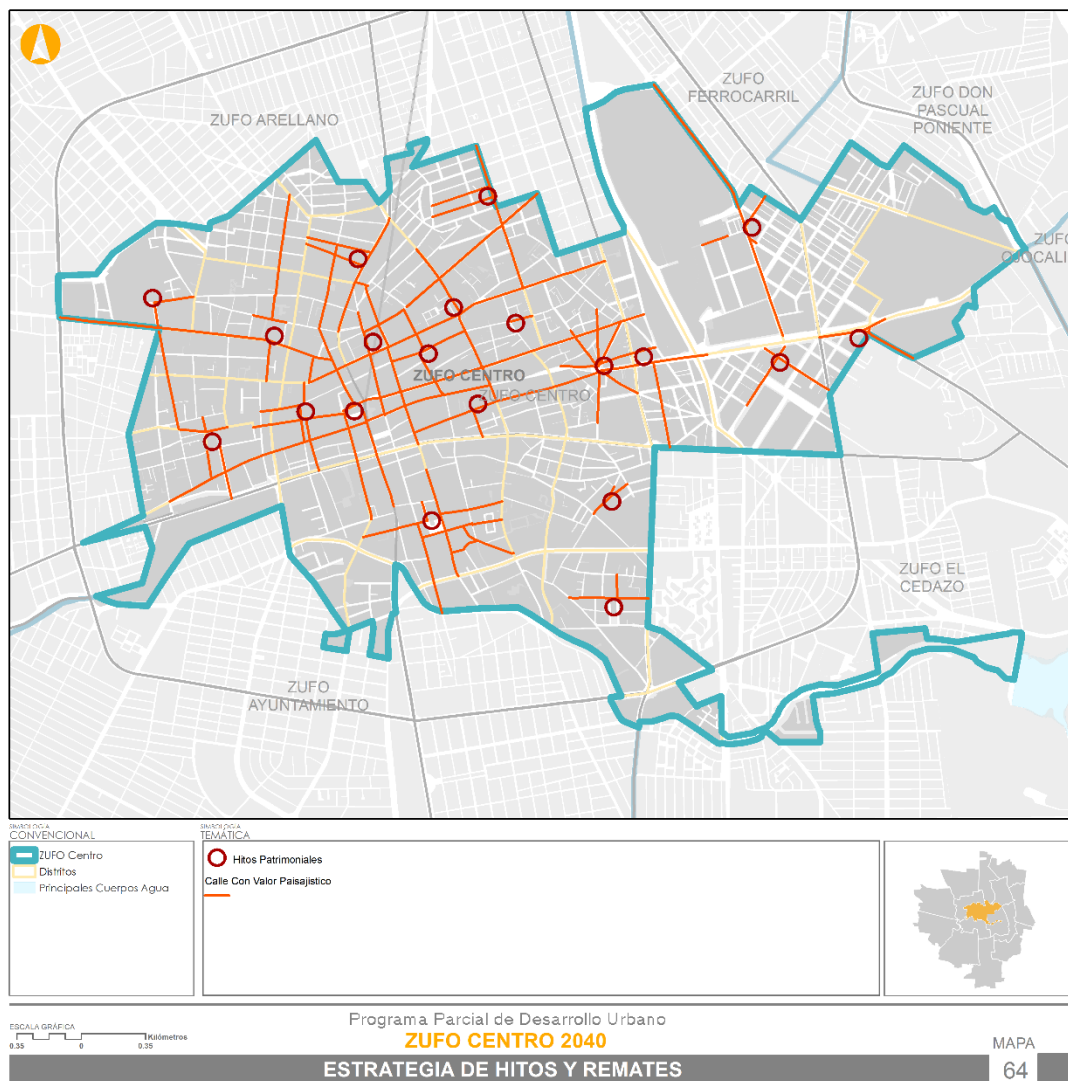 ZUFO
FERROCARRIL
ZUFO DON
PASCUAL
PONIENTE
ZUFO ARELLANO
ZUFO
OJOCALI
ZUFO CENTRO
ZUFO CENTRO
ZUFO EL
CEDAZO
ZUFO
AYUNTAMIENTO
SIMBOLOGÍA
CONVENCIONAL
ZUFO Centro
Distritos
Principales Cuerpos Agua
SIMBOLOGÍA
TEMÁTICA
Hitos Patrimoniales
Calle Con Valor Paisajistico
ESCALA GRÁFICA
0.35 0 0.35 Kilómetros
Programa Parcial de Desarrollo Urbano
ZUFO CENTRO 2040
ESTRATEGIA DE HITOS Y REMATES
MAPA
64